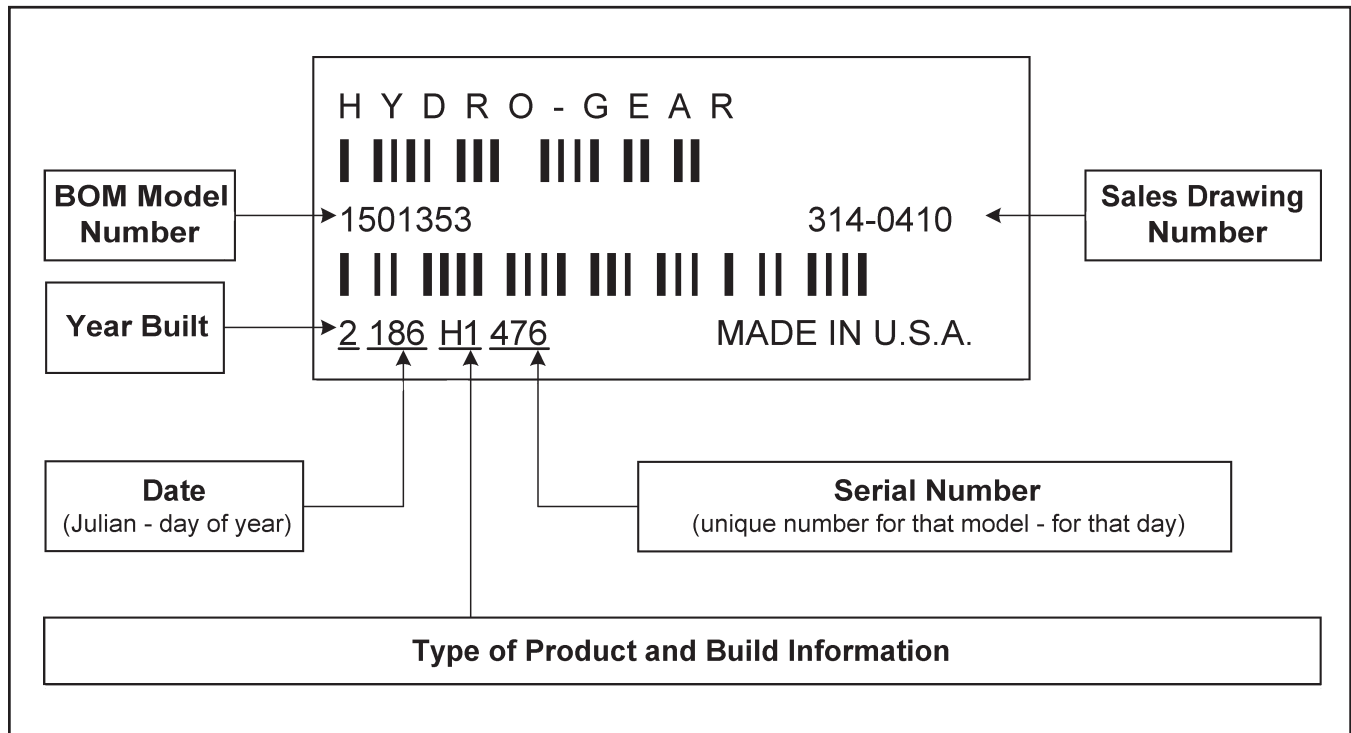 HYDRO-GEAR
BOM Model
Number
1501353
314-0410
Sales Drawing
Number
Year Built
2 186 H1 476
MADE IN U.S.A.
Date
(Julian - day of year)
Serial Number
(unique number for that model - for that day)
Type of Product and Build Information